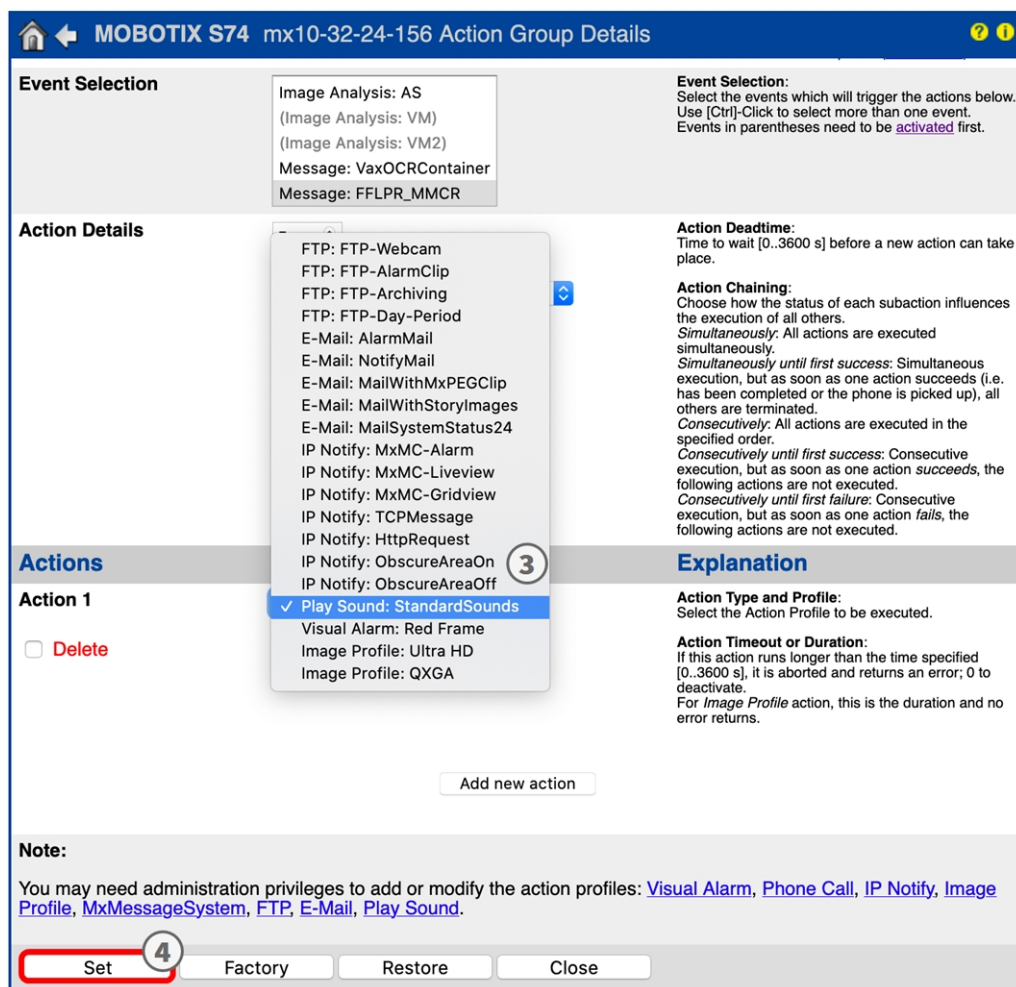 MOBOTIX S74 mx10-32-24-156 Action Group Details
? i
Event Selection
Image Analysis: AS
(Image Analysis: VM)
(Image Analysis: VM2)
Message: VaxOCRContainer
Message: FFLPR_MMCR
Event Selection:
Select the events which will trigger the actions below.
Use [Ctrl]-Click to select more than one event.
Events in parentheses need to be activated first.
Action Details
FTP: FTP-Webcam
FTP: FTP-AlarmClip
FTP: FTP-Archiving
FTP: FTP-Day-Period
E-Mail: AlarmMail
E-Mail: NotifyMail
E-Mail: MailWithMxPEGClip
E-Mail: MailWithStoryImages
E-Mail: MailSystemStatus24
IP Notify: MxMC-Alarm
IP Notify: MxMC-Liveview
IP Notify: MxMC-Gridview
IP Notify: TCPMessage
IP Notify: HttpRequest
IP Notify: ObscureAreaOn
IP Notify: ObscureAreaOff
✓ Play Sound: StandardSounds
Visual Alarm: Red Frame
Image Profile: Ultra HD
Image Profile: QXGA
3
Action Deadtime:
Time to wait [0..3600 s] before a new action can take
place.
Action Chaining:
Choose how the status of each subaction influences
the execution of all others.
Simultaneously: All actions are executed
simultaneously.
Simultaneously until first success: Simultaneous
execution, but as soon as one action succeeds (i.e.
has been completed or the phone is picked up), all
others are terminated.
Consecutively: All actions are executed in the
specified order.
Consecutively until first success: Consecutive
execution, but as soon as one action succeeds, the
following actions are not executed.
Consecutively until first failure: Consecutive
execution, but as soon as one action fails, the
following actions are not executed.
Actions
Explanation
Action 1
Delete
Action Type and Profile:
Select the Action Profile to be executed.
Action Timeout or Duration:
If this action runs longer than the time specified
[0..3600 s], it is aborted and returns an error; 0 to
deactivate.
For Image Profile action, this is the duration and no
error returns.
Add new action
Note:
You may need administration privileges to add or modify the action profiles: Visual Alarm, Phone Call, IP Notify, Image
Profile, MxMessageSystem, FTP, E-Mail, Play Sound.
4
Set
Factory
Restore
Close